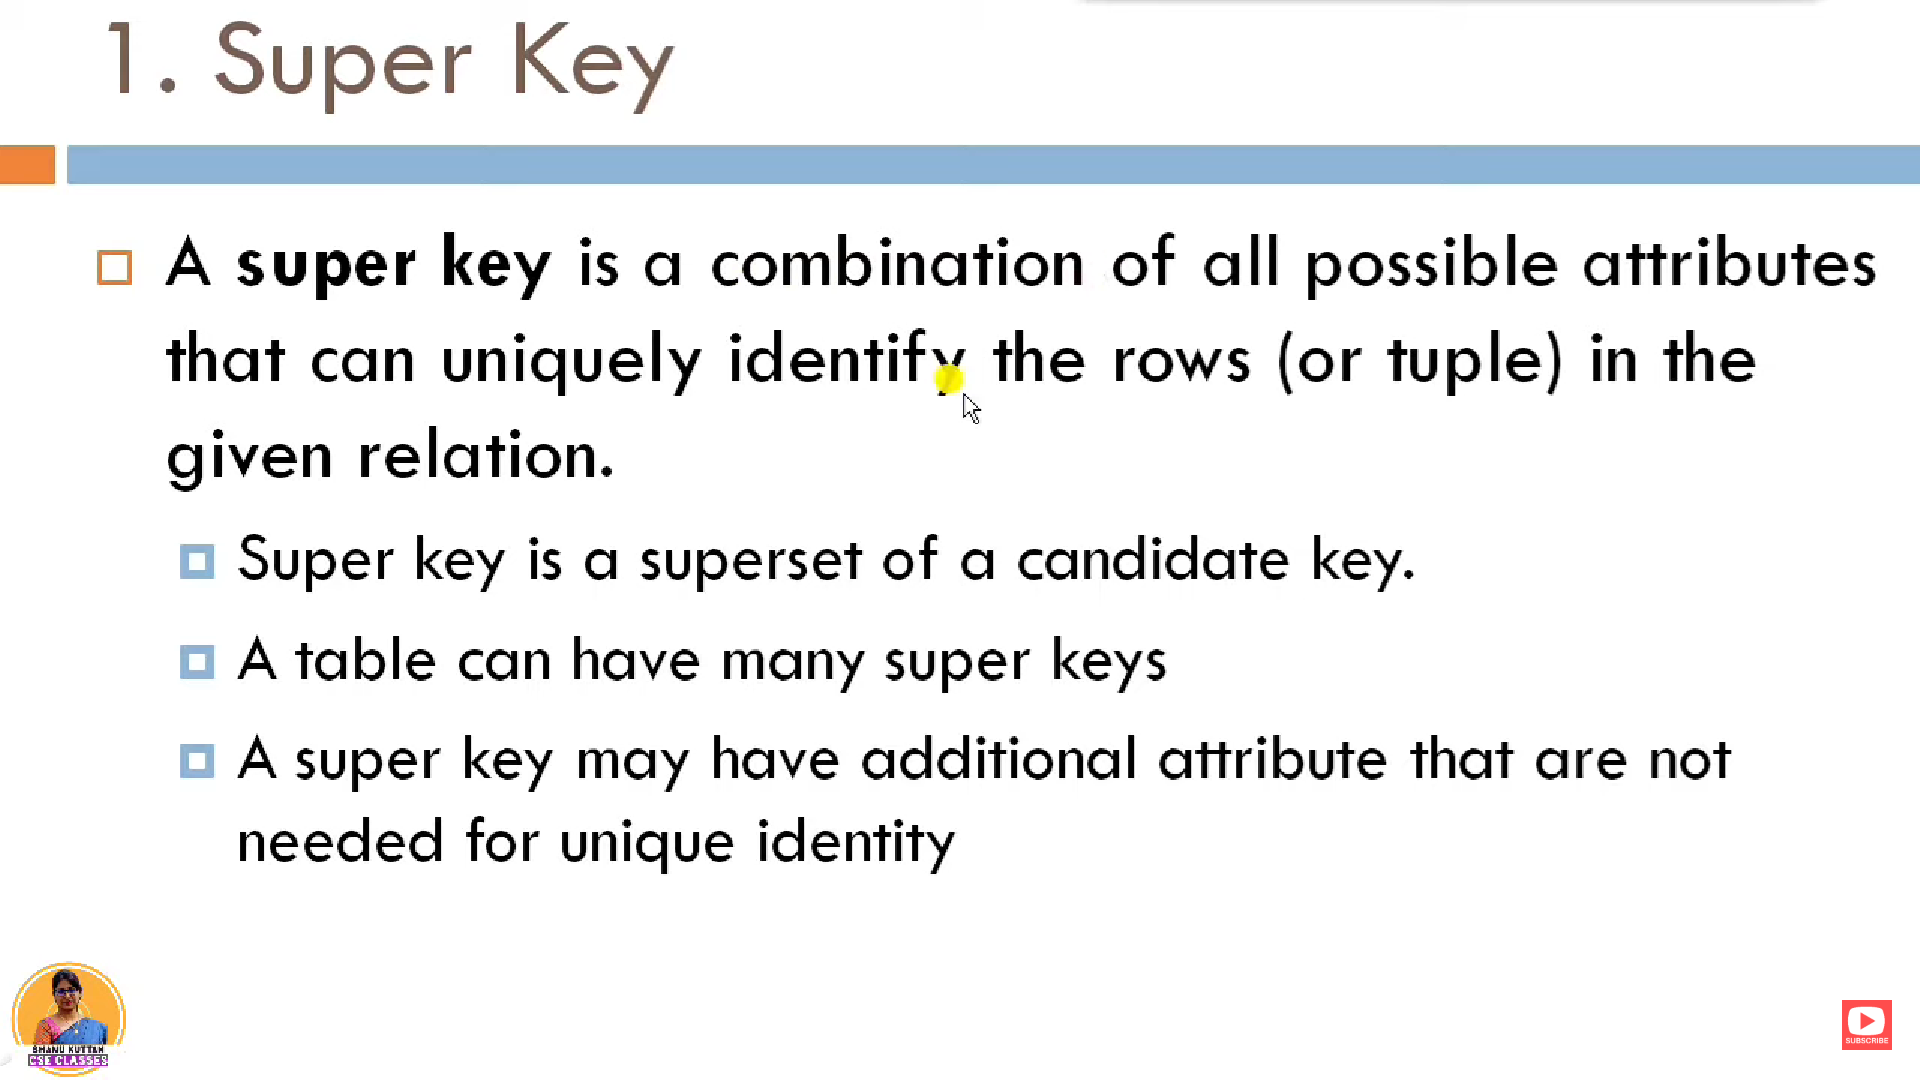 1. Super Key
A super key is a combination of all possible attributes
that can uniquely identify the rows (or tuple) in the
given relation.
Super key is a superset of a candidate key.
A table can have many super keys
A super key may have additional attribute that are not
needed for unique identity
BHANU KUTTAN
CSE CLASSES
SUBSCRIBE